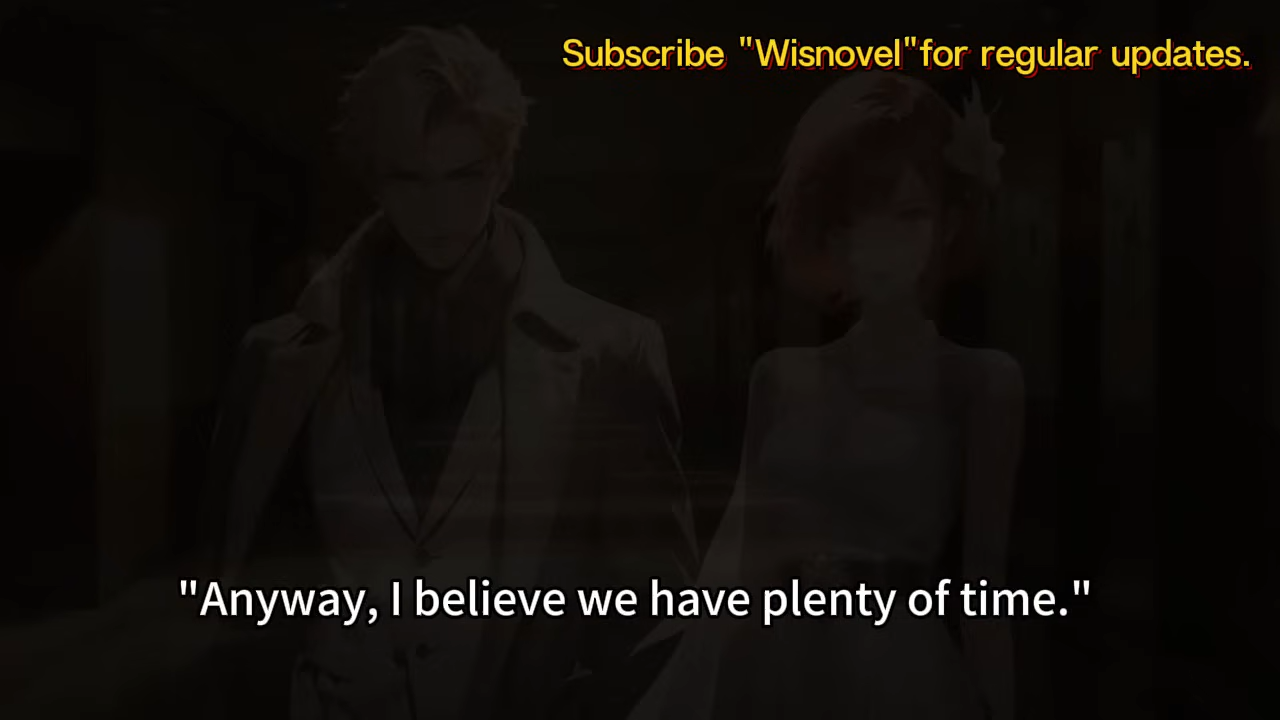 Subscribe "Wisnovel"for regular updates.
"Anyway, I believe we have plenty of time."